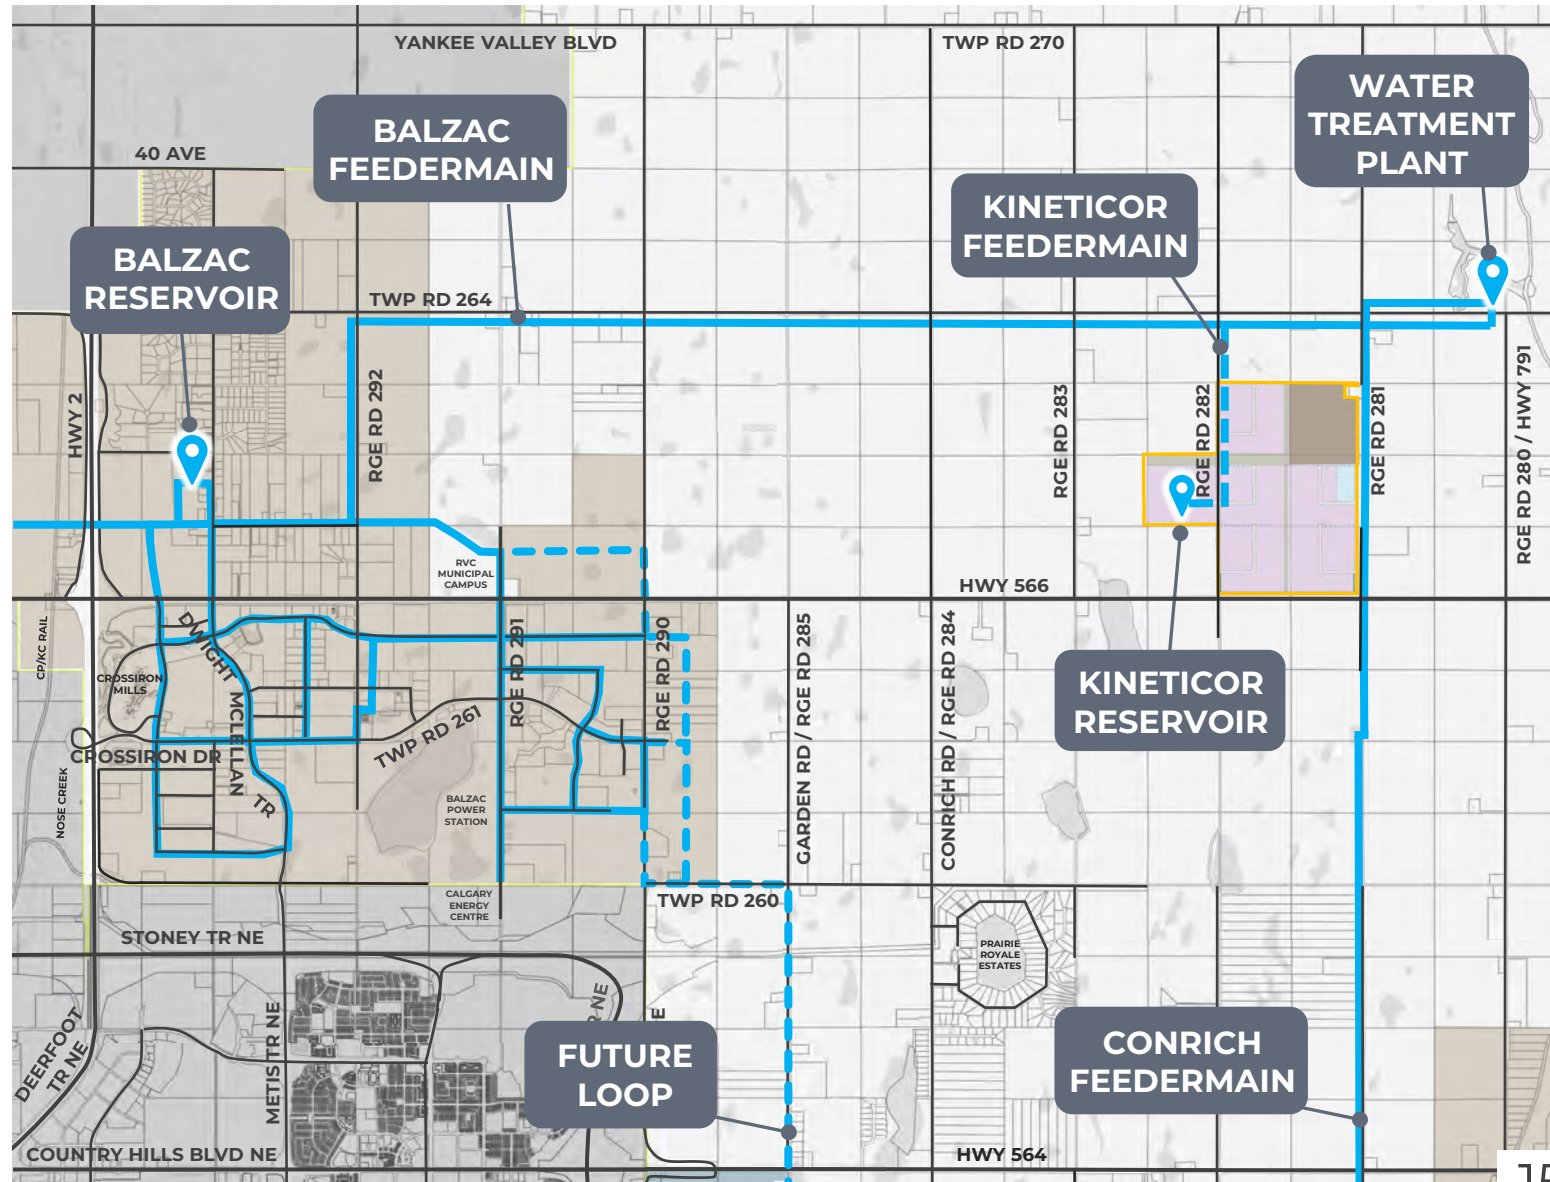 YANKEE VALLEY BLVD
TWP RD 270
WATER
TREATMENT
PLANT
BALZAC
FEEDERMAIN
40 AVE
KINETICOR
FEEDERMAIN
BALZAC
RESERVOIR
TWP RD 264
HWY 2
RGE RD 292
RGE RD 283
RGE RD 282
RGE RD 281
RGE RD 280 / HWY 791
RVC
MUNICIPAL
CAMPUS
HWY 566
CP/KC RAIL
DWIGHT MCLELLAN TR
CROSSIRON
MILLS
RGE RD 291
RGE RD 290
GARDEN RD / RGE RD 285
CONRICH RD / RGE RD 284
KINETICOR
RESERVOIR
TWP RD 261
CROSSIRON DR
NOSE CREEK
BALZAC
POWER
STATION
CALGARY
ENERGY
CENTRE
TWP RD 260
STONEY TR NE
PRAIRIE
ROYALE
ESTATES
DEERFOOT
TR NE
METIS TR NE
R NE
E
FUTURE
LOOP
CONRICH
FEEDERMAIN
COUNTRY HILLS BLVD NE
HWY 564